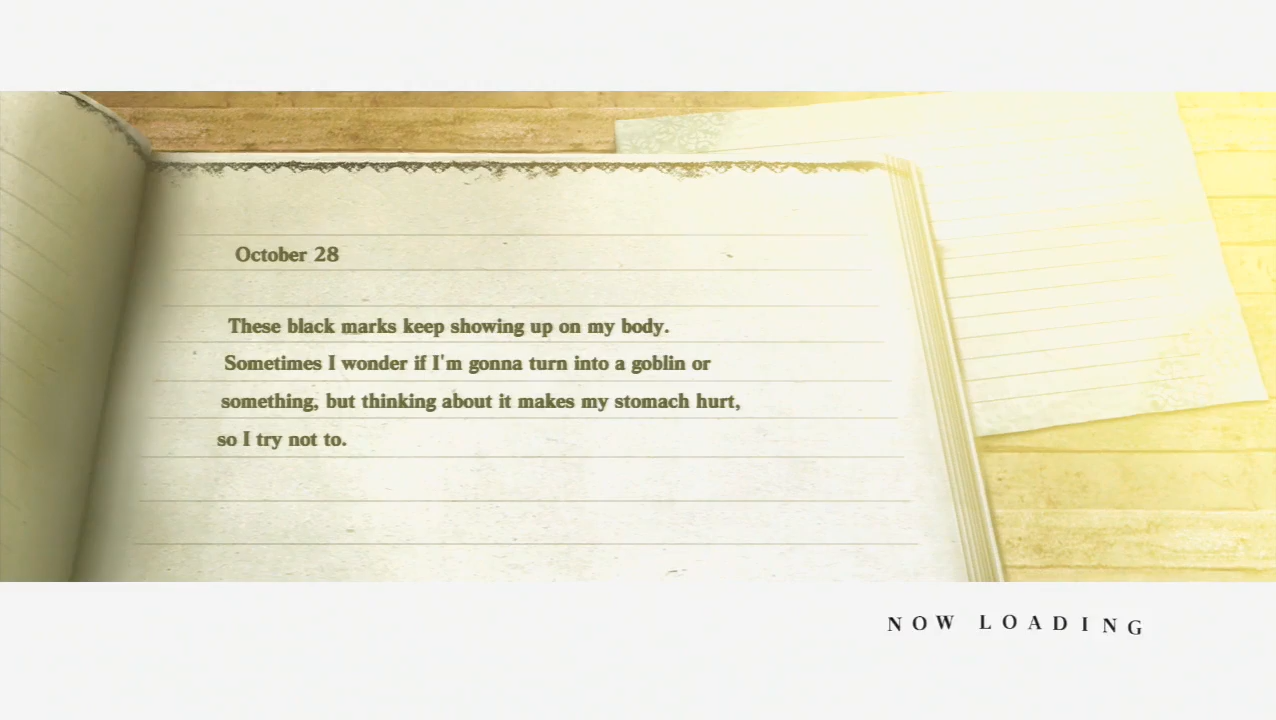 October 28
These black marks keep showing up on my body.
Sometimes I wonder if I'm gonna turn into a goblin or
something, but thinking about it makes my stomach hurt,
so I try not to.
NOW LOADING